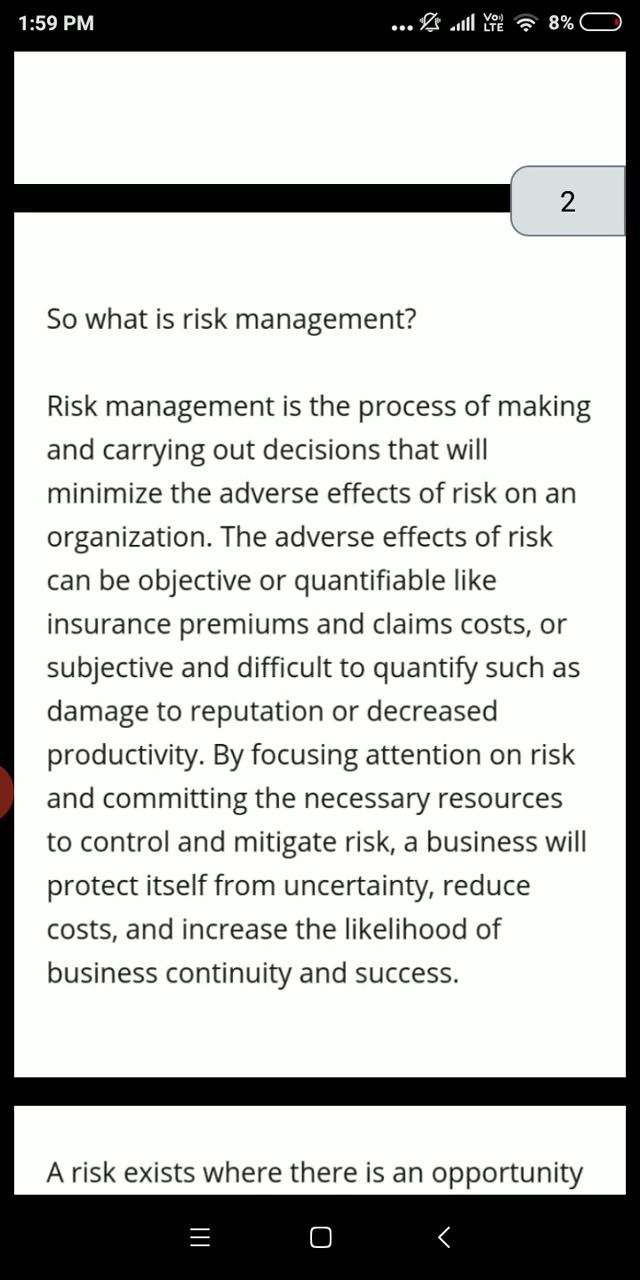 1:59 PM
... VoLTE 8%
2
So what is risk management?
Risk management is the process of making
and carrying out decisions that will
minimize the adverse effects of risk on an
organization. The adverse effects of risk
can be objective or quantifiable like
insurance premiums and claims costs, or
subjective and difficult to quantify such as
damage to reputation or decreased
productivity. By focusing attention on risk
and committing the necessary resources
to control and mitigate risk, a business will
protect itself from uncertainty, reduce
costs, and increase the likelihood of
business continuity and success.
A risk exists where there is an opportunity